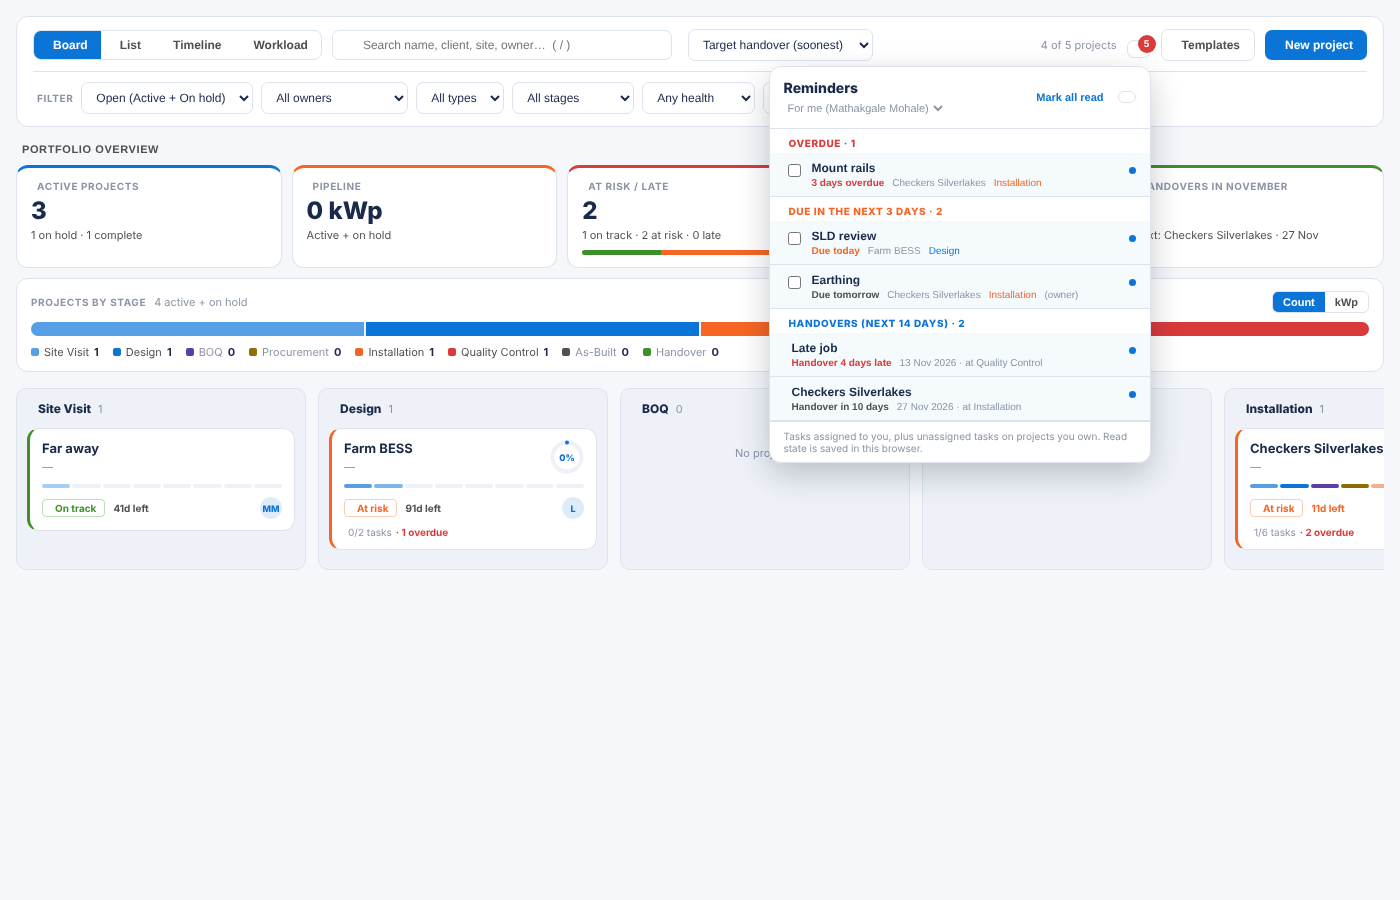 Board List Timeline Workload Search name, client, site, owner… ( / ) Target handover (soonest) 4 of 5 projects 5 Templates New project
FILTER Open (Active + On hold) All owners All types All stages Any health
Reminders
For me (Mathakgale Mohale)
Mark all read
OVERDUE · 1
Mount rails
3 days overdue Checkers Silverlakes Installation
DUE IN THE NEXT 3 DAYS · 2
SLD review
Due today Farm BESS Design
Earthing
Due tomorrow Checkers Silverlakes Installation (owner)
HANDOVERS (NEXT 14 DAYS) · 2
Late job
Handover 4 days late 13 Nov 2026 · at Quality Control
Checkers Silverlakes
Handover in 10 days 27 Nov 2026 · at Installation
Tasks assigned to you, plus unassigned tasks on projects you own. Read
state is saved in this browser.
PORTFOLIO OVERVIEW
ACTIVE PROJECTS
3
1 on hold · 1 complete
PIPELINE
0 kWp
Active + on hold
AT RISK / LATE
2
1 on track · 2 at risk · 0 late
IN NOVEMBER
Checkers Silverlakes · 27 Nov
PROJECTS BY STAGE 4 active + on hold
Count kWp
Site Visit 1 Design 1 BOQ 0 Procurement 0 Installation 1 Quality Control 1 As-Built 0 Handover 0
Site Visit 1
Far away
—
On track 41d left MM
Design 1
Farm BESS
0%
—
At risk 91d left L
0/2 tasks · 1 overdue
BOQ 0
No
Installation 1
Checkers Silverlakes
—
At risk 11d left
1/6 tasks · 2 overdue